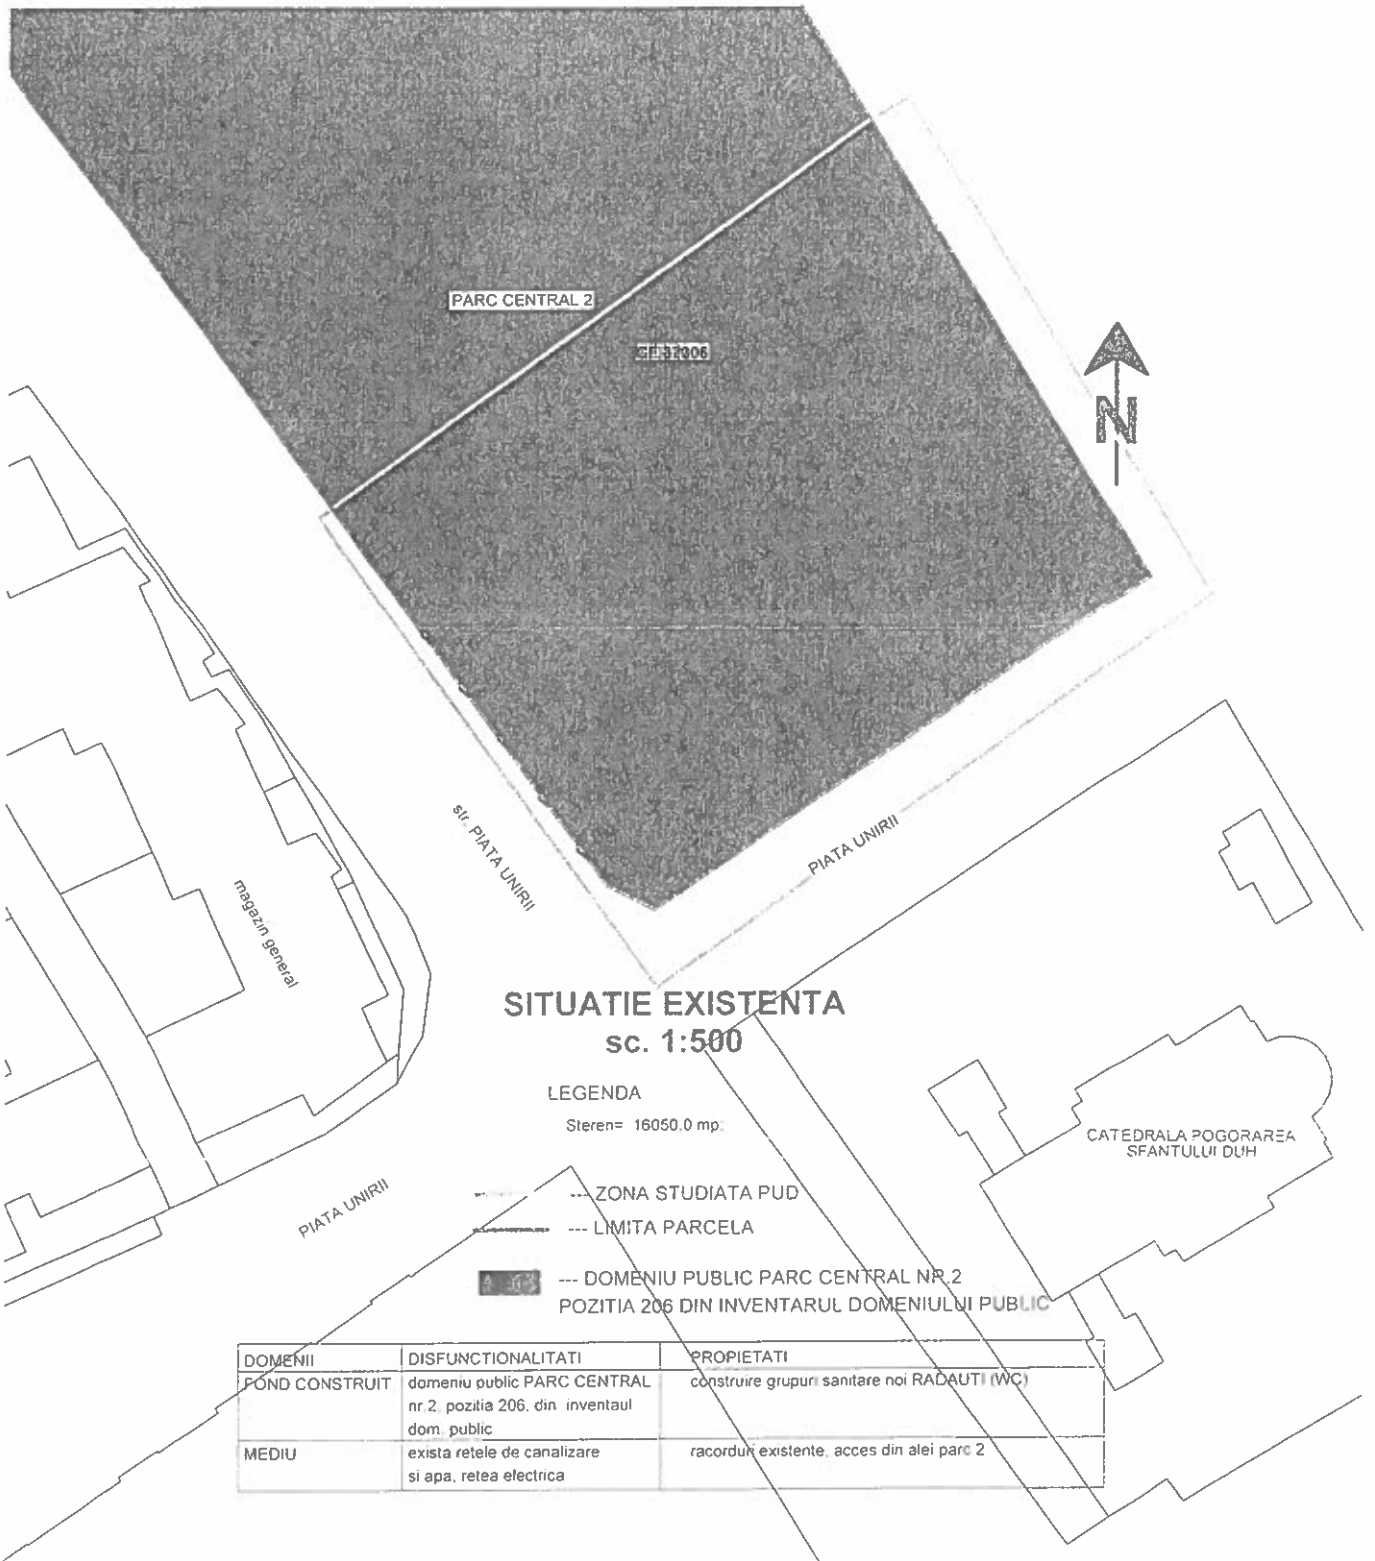 PARC CENTRAL 2
N
str. PIATA UNIRII
PIATA UNIRII
magazin general
SITUATIE EXISTENTA
sc. 1:500
LEGENDA
Steren= 16050.0 mp.
CATEDRALA POGORAREA
SFANTULUI DUH
PIATA UNIRII
--- ZONA STUDIATA PUD
--- LIMITA PARCELA
--- DOMENIU PUBLIC PARC CENTRAL NR.2
POZITIA 206 DIN INVENTARUL DOMENIULUI PUBLIC
DOMENII DISFUNCTIONALITATI PROPIETATI
FOND CONSTRUIT domeniu public PARC CENTRAL construire grupuri sanitare noi RADAUTI (WC)
nr.2, pozitia 206, din inventaul
dom. public
MEDIU exista retele de canalizare racorduri existente, acces din alei parc 2
si apa, retea electrica